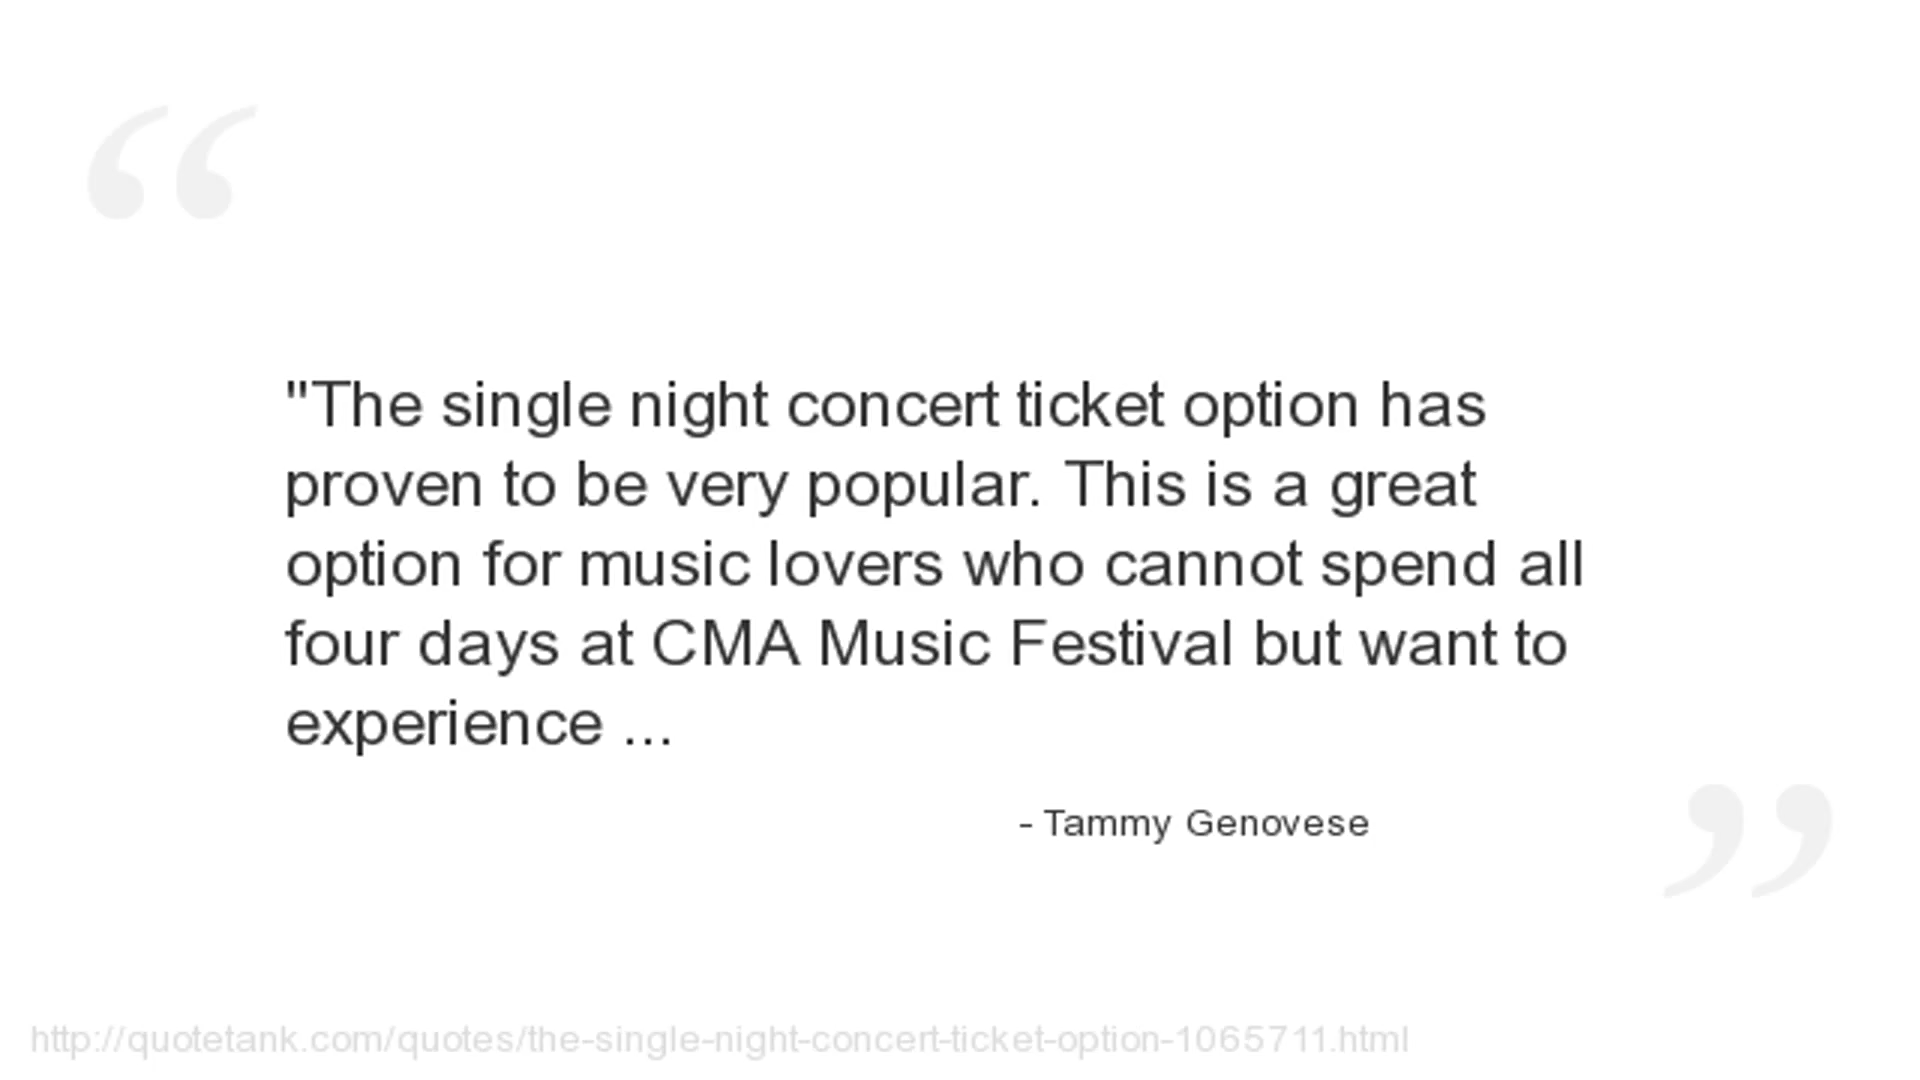 "The single night concert ticket option has
proven to be very popular. This is a great
option for music lovers who cannot spend all
four days at CMA Music Festival but want to
experience ...
- Tammy Genovese
http://quotetank.com/quotes/the-single-night-concert-ticket-option-1065711.html